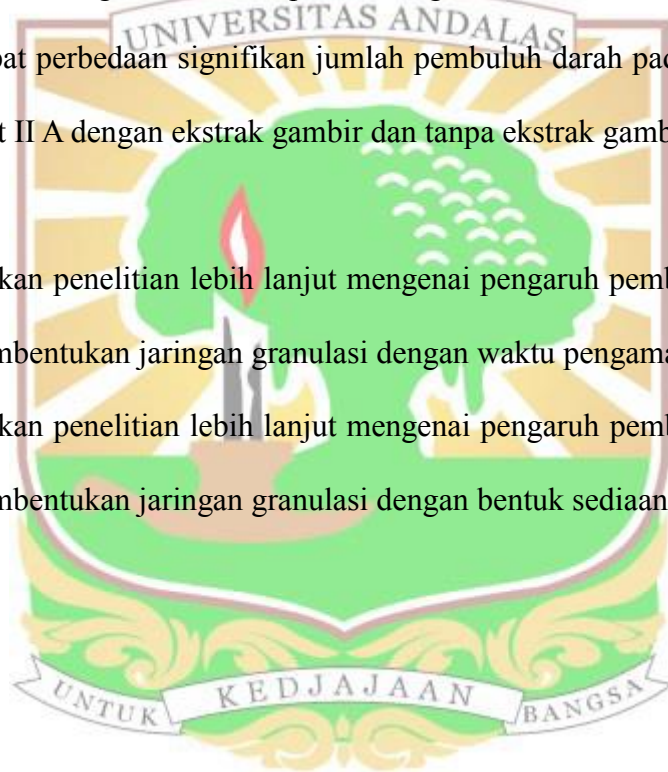 UNIVERSITAS ANDALAS
pat perbedaan signifikan jumlah pembuluh darah pad
t II A dengan ekstrak gambir dan tanpa ekstrak gamb
kan penelitian lebih lanjut mengenai pengaruh pemb
mbentukan jaringan granulasi dengan waktu pengama
kan penelitian lebih lanjut mengenai pengaruh pemb
mbentukan jaringan granulasi dengan bentuk sediaan
UNTUK KEDJAJAAN BANGSA